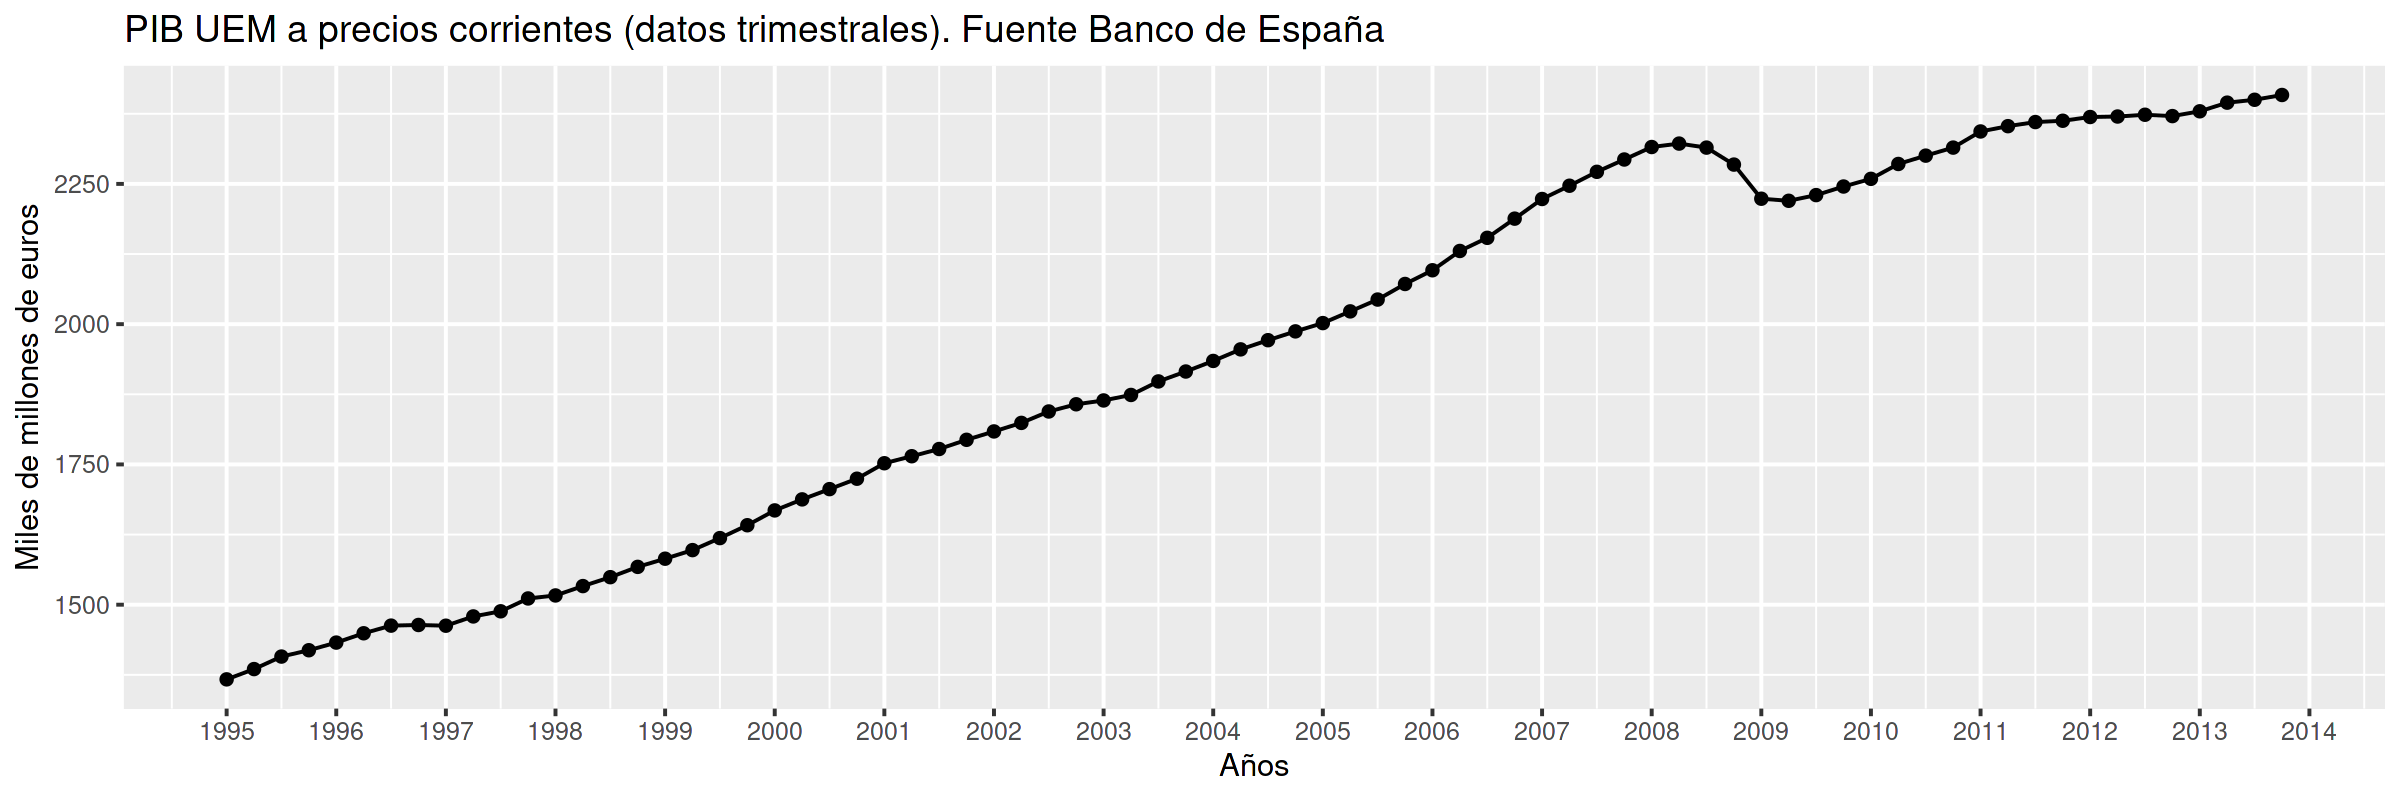 PIB UEM a precios corrientes (datos trimestrales). Fuente Banco de España
Miles de millones de euros
2250
2000
1750
1500
1995 1996 1997 1998 1999 2000 2001 2002 2003 2004 2005 2006 2007 2008 2009 2010 2011 2012 2013 2014
Años